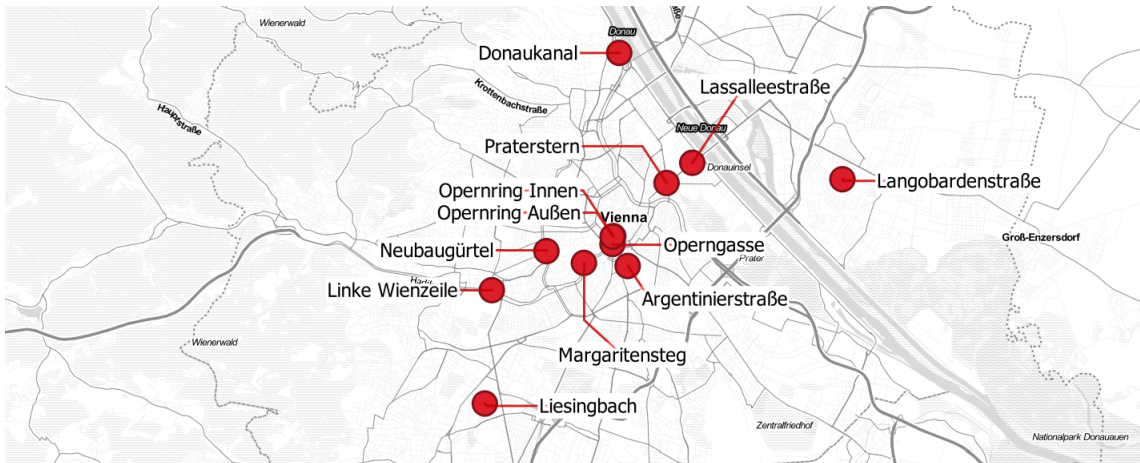 Wienerwald
Donau
Donaukanal
Krottenbachstraße
Lassalleestraße
Hauptstraße
Neue Donau
Praterstern
Donauinsel
Langobardenstraße
Opernring-Innen
Opernring-Außen
Vienna
Groß-Enzersdorf
Neubaugürtel
Operngasse
Prater
Linke Wienzeile
Argentinierstraße
Wienerwald
Margaritensteg
Liesingbach
Zentralfriedhof
Nationalpark Donauauen